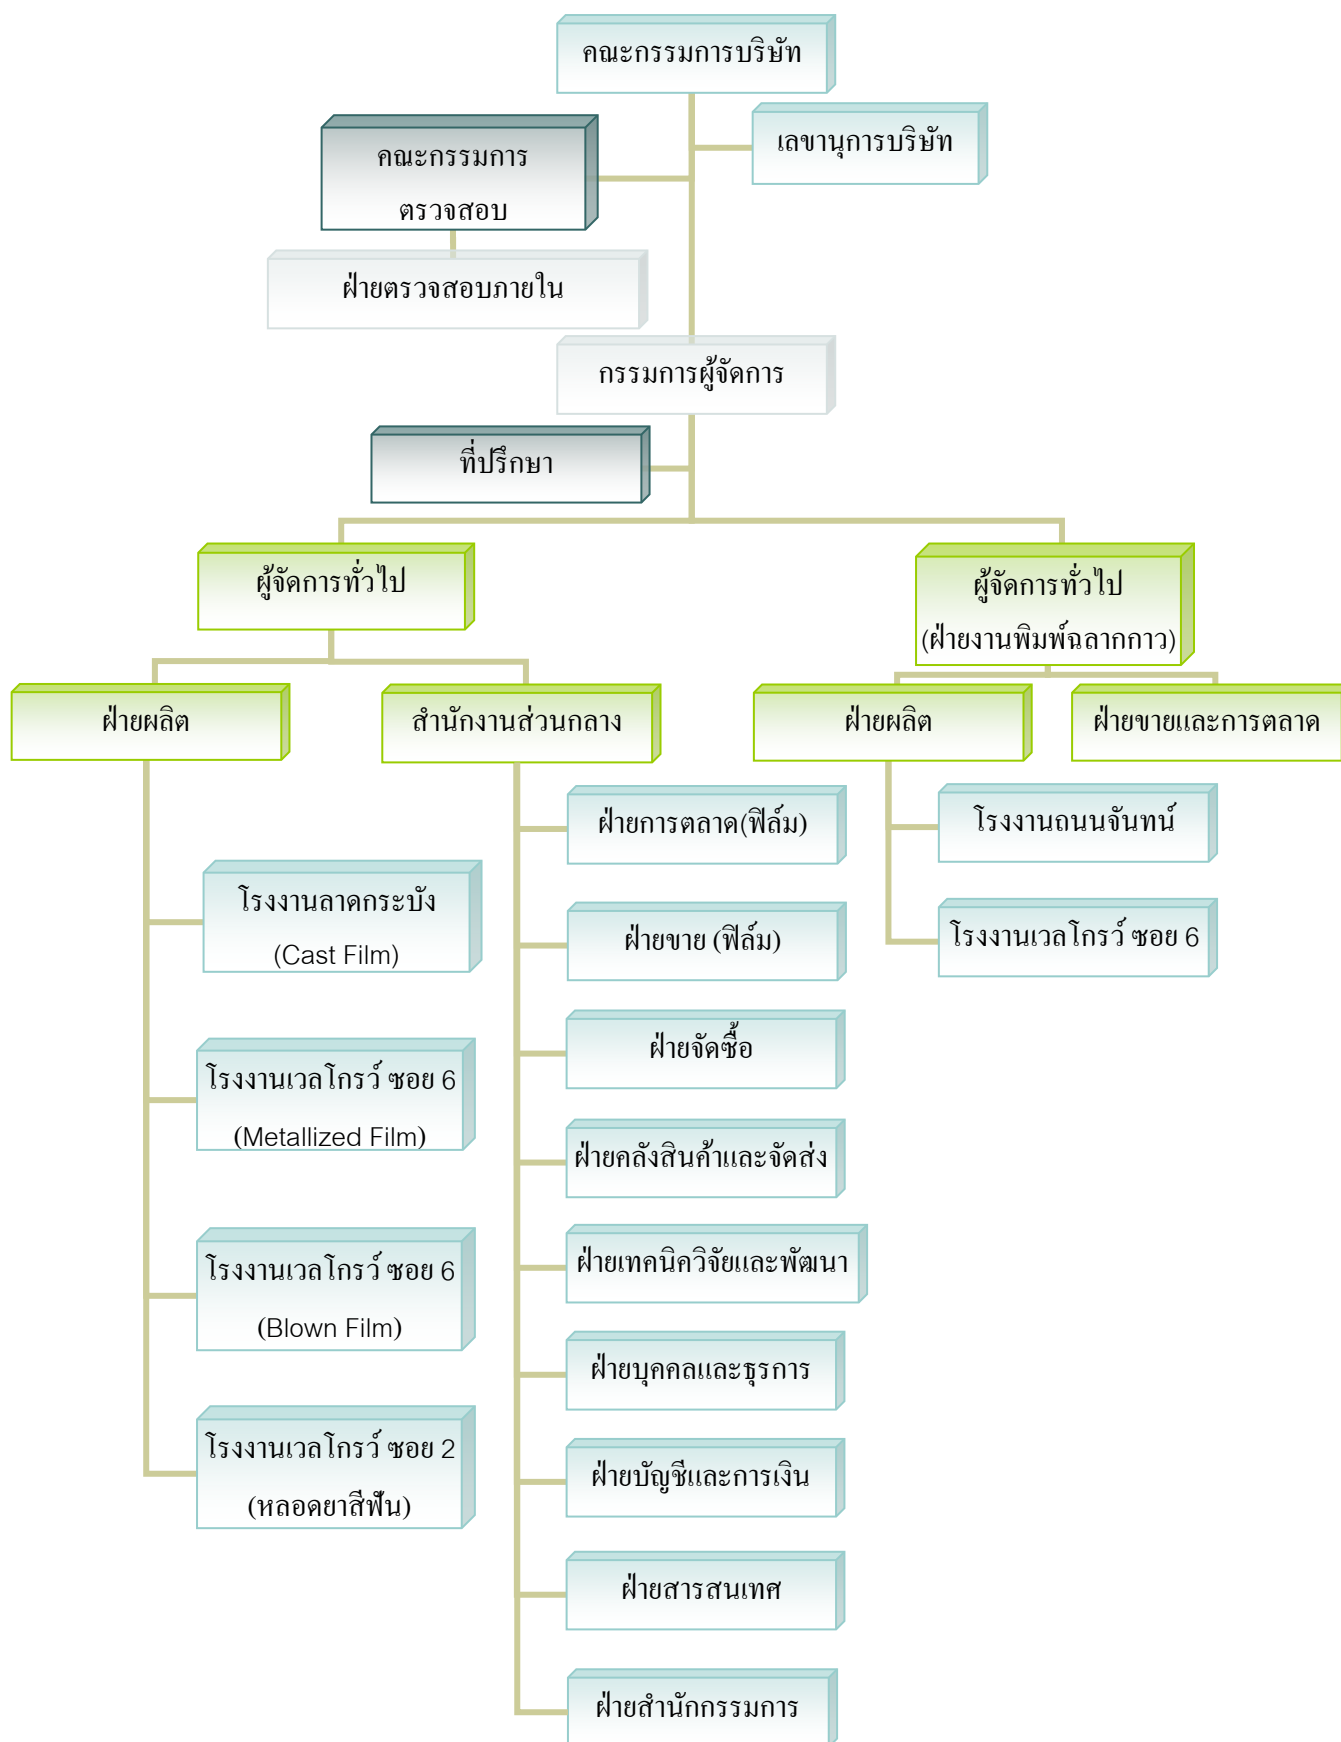 คณะกรรมการบริษัท
เลขานุการบริษัท
คณะกรรมการ
ตรวจสอบ
ฝ่ายตรวจสอบภายใน
กรรมการผู้จัดการ
ที่ปรึกษา
ผู้จัดการทั่วไป
ผู้จัดการทั่วไป
(ฝ่ายงานพิมพ์ฉลากกาว)
ฝ่ายผลิต
สำนักงานส่วนกลาง
ฝ่ายผลิต
ฝ่ายขายและการตลาด
โรงงานลาดกระบัง
(Cast Film)
โรงงานเวลโกรว์ ซอย 6
(Metallized Film)
โรงงานเวลโกรว์ ซอย 6
(Blown Film)
โรงงานเวลโกรว์ ซอย 2
(หลอดยาสีฟัน)
ฝ่ายการตลาด(ฟิล์ม)
ฝ่ายขาย (ฟิล์ม)
ฝ่ายจัดซื้อ
ฝ่ายคลังสินค้าและจัดส่ง
ฝ่ายเทคนิควิจัยและพัฒนา
ฝ่ายบุคคลและธุรการ
ฝ่ายบัญชีและการเงิน
ฝ่ายสารสนเทศ
ฝ่ายสำนักกรรมการ
โรงงานถนนจันทน์
โรงงานเวลโกรว์ ซอย 6